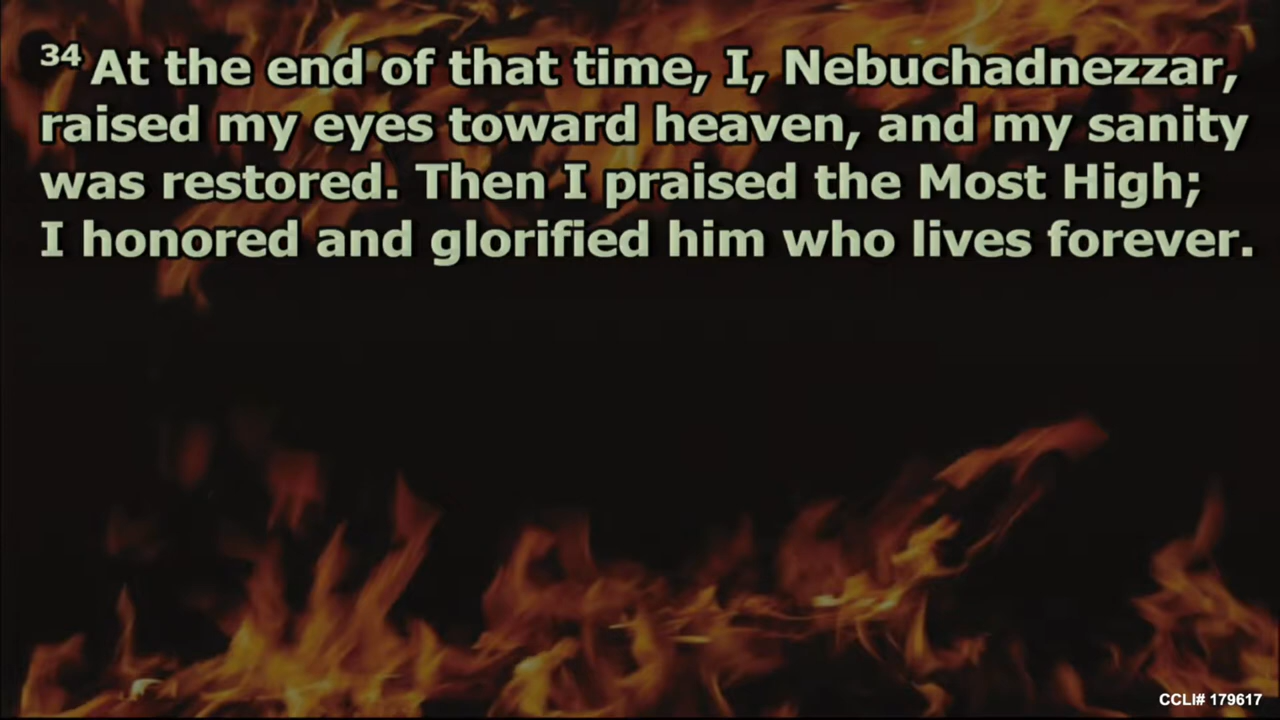 34 At the end of that time, I, Nebuchadnezzar,
raised my eyes toward heaven, and my sanity
was restored. Then I praised the Most High;
I honored and glorified him who lives forever.
CCLI# 179617